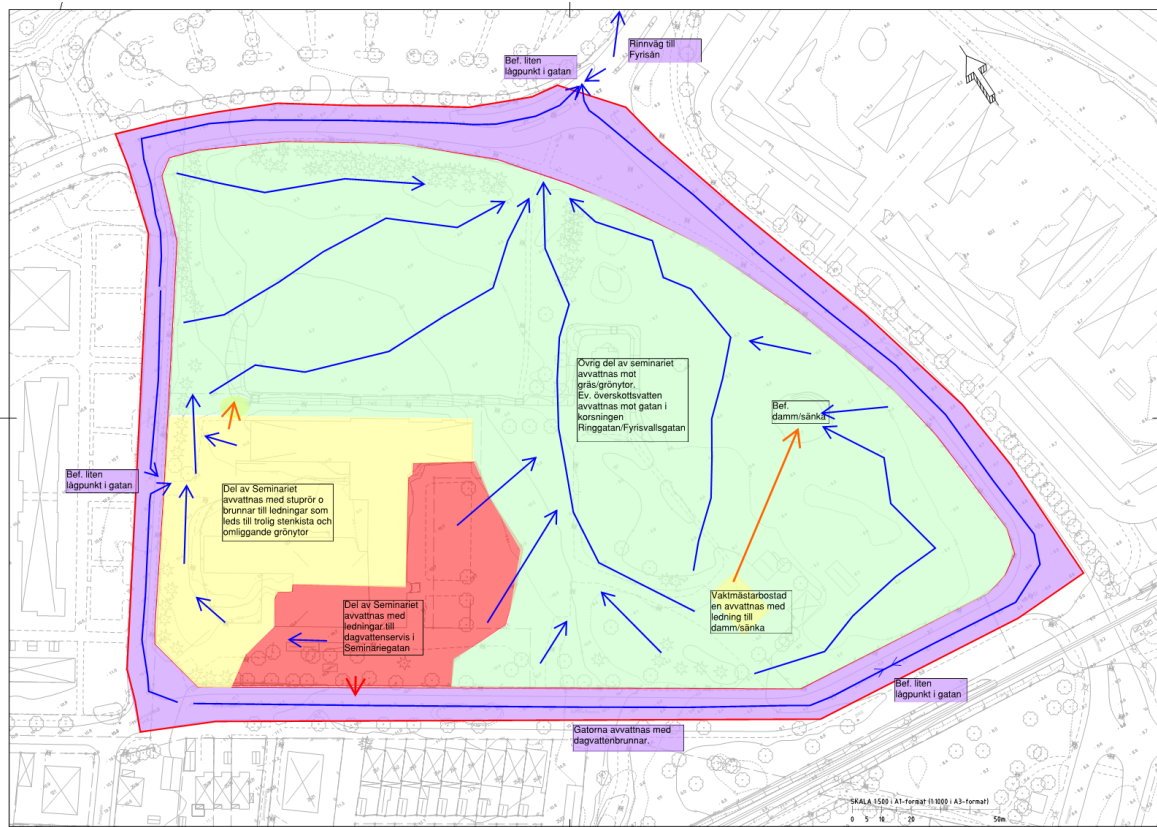 Rinnväg till
Fyrisån
Bef. liten
lågpunkt i gatan
Övrig del av seminariet
avvattnas mot
gräs/grönytor.
Ev. överskottsvatten
avvattnas mot gatan i
korsningen
Ringgatan/Fyrisvallsgatan
Bef.
damm/sänka
Bef. liten
lågpunkt i gatan
Del av Seminariet
avvattnas med stuprör o
brunnar till ledningar som
leds till trolig stenkista och
omliggande grönytor
Del av Seminariet
avvattnas med
ledningar.till
dagvattenservis i
Seminariegatan
Vaktmästarbostad
en avvattnas med
ledning till
damm/sänka
Bef. liten
lågpunkt i gatan
Gatorna avvattnas med
dagvattenbrunnar.
SKALA 1:500 i A1-format (1:1000 i A3-format)
0 5 10 20 50m